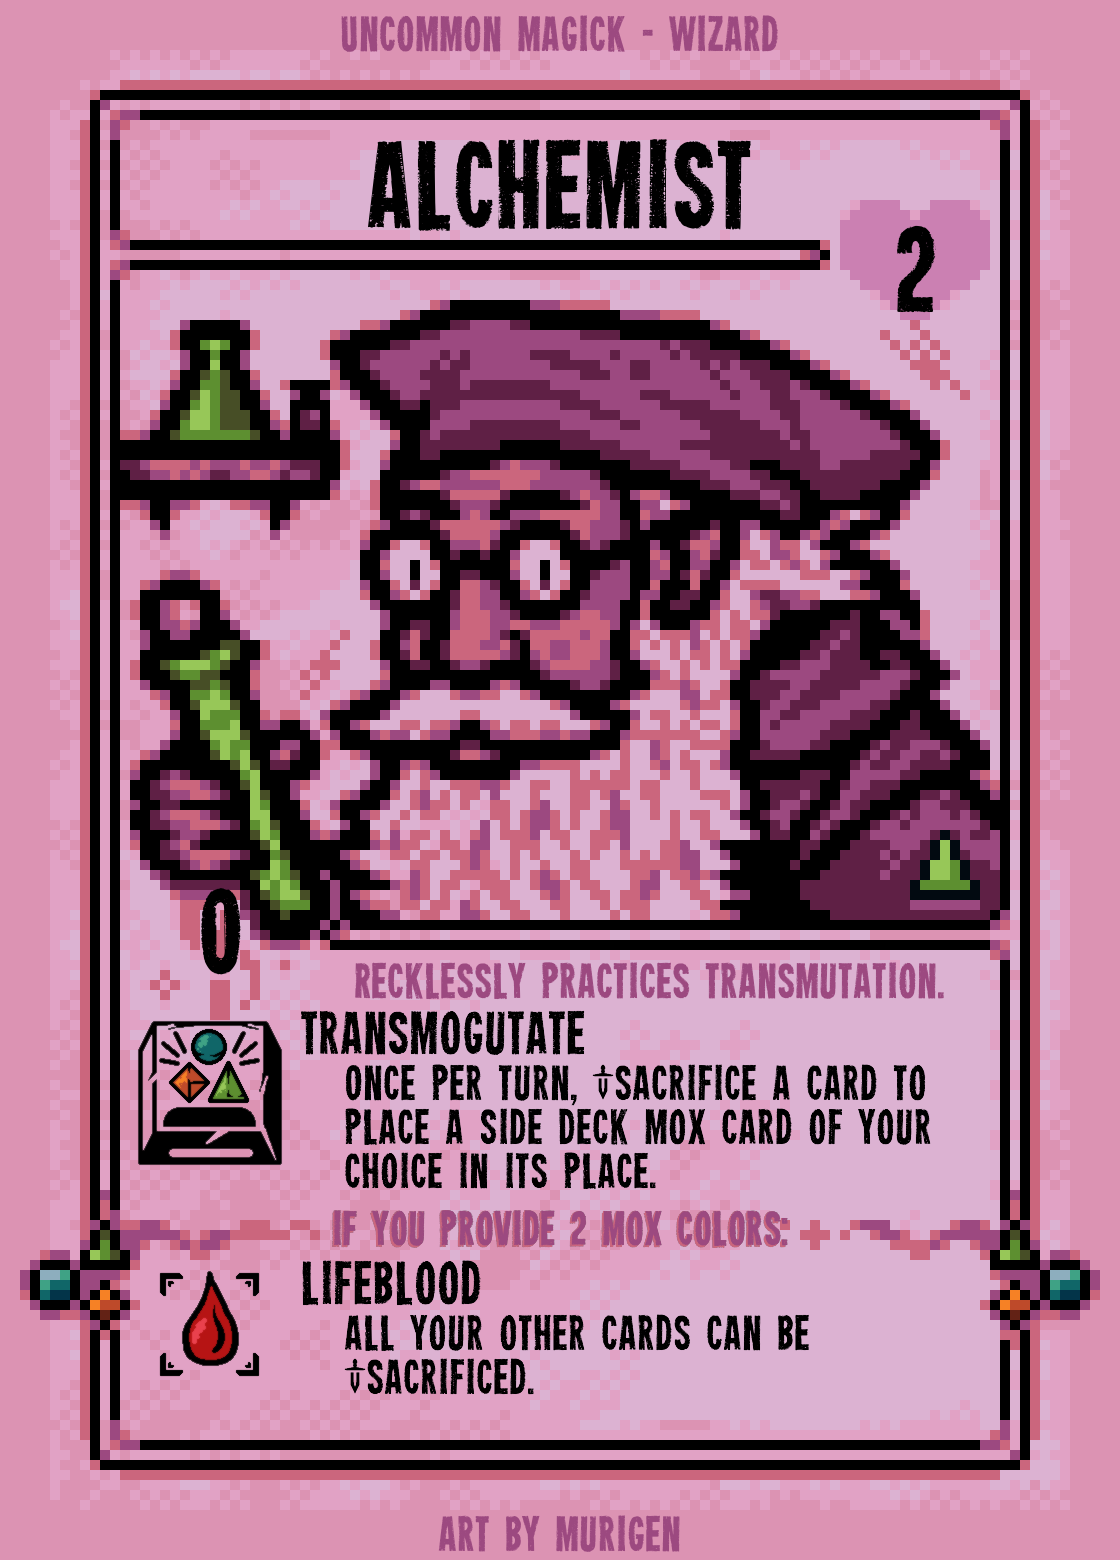 UNCOMMON MAGICK - WIZARD
ALCHEMIST
2
0
RECKLESSLY PRACTICES TRANSMUTATION.
TRANSMOGUTATE
ONCE PER TURN, SACRIFICE A CARD TO
PLACE A SIDE DECK MOX CARD OF YOUR
CHOICE IN ITS PLACE.
IF YOU PROVIDE 2 MOX COLORS:
LIFEBLOOD
ALL YOUR OTHER CARDS CAN BE
SACRIFICED.
ART BY MURIGEN